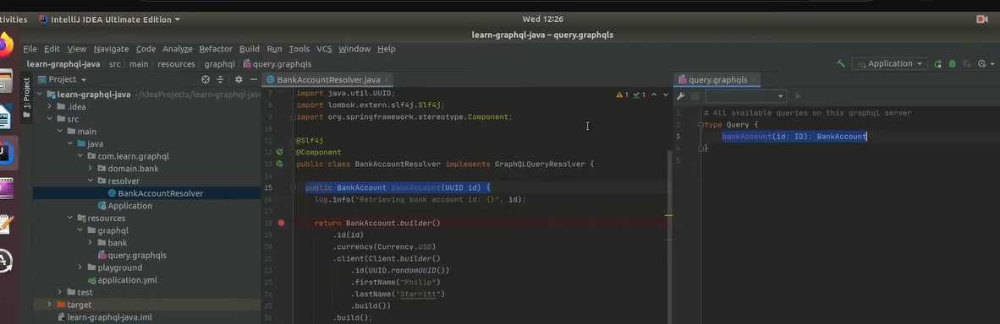 tivities
IntelliJ IDEA Ultimate Edition
Wed 12:26
learn-graphql-java – query.graphqls
File Edit View Navigate Code Analyze Refactor Build Run Tools VCS Window Help
learn-graphql-java src main resources graphql query.graphqls
Application
Project
BankAccountResolver.java
query.graphqls
1: Project
learn-graphql-java ~/IdeaProjects/learn-graphql-java
.idea
src
main
java
com.learn.graphql
domain.bank
resolver
BankAccountResolver
Application
resources
graphql
bank
query.graphqls
playground
application.yml
test
target
learn-graphql-java.iml
7 import java.util.UUID;
8 import lombok.extern.slf4j.Slf4j;
9 import org.springframework.stereotype.Component;
10
11 @Slf4j
12 @Component
13 public class BankAccountResolver implements GraphQLQueryResolver {
14
15 public BankAccount bankAccount(UUID id) {
16 log.info("Retrieving bank account id: {}", id);
17
18 return BankAccount.builder()
19 .id(id)
20 .currency(Currency.USD)
21 .client(Client.builder()
22 .id(UUID.randomUUID())
23 .firstName("Philip")
24 .lastName("Starritt")
25 .build())
26 .build();
1 1
1 # All available queries on this graphql server
2 type Query {
3 bankAccount(id: ID): BankAccount
4 }
5